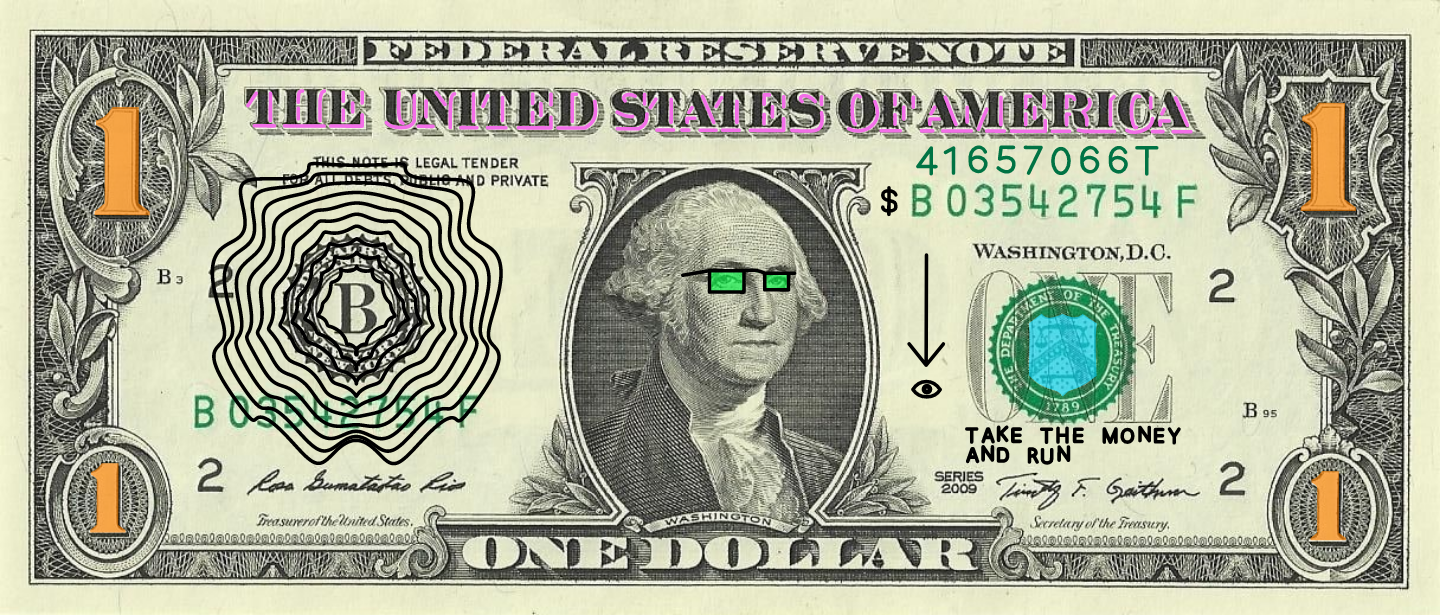 FEDERAL RESERVE NOTE
THE UNITED STATES OF AMERICA
1
1
THIS NOTE IS LEGAL TENDER
FOR ALL DEBTS, PUBLIC AND PRIVATE
41657066T
$ B 03542754 F
WASHINGTON, D.C.
B 3
2
B
ONE
THE DEPARTMENT OF THE TREASURY
1789
2
B 03542754 F
B 95
TAKE THE MONEY
AND RUN
2
Rosa Gumataotao Rios
Treasurer of the United States.
SERIES
2009
Timothy F. Geithner
2
Secretary of the Treasury.
1
1
WASHINGTON
ONE DOLLAR